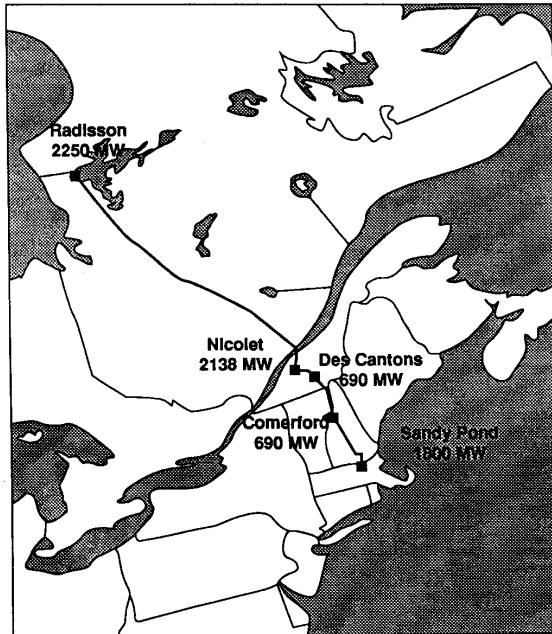 Radisson
2250 MW
Nicolet
2138 MW
Des Cantons
690 MW
Comerford
690 MW
Sandy Pond
1800 MW